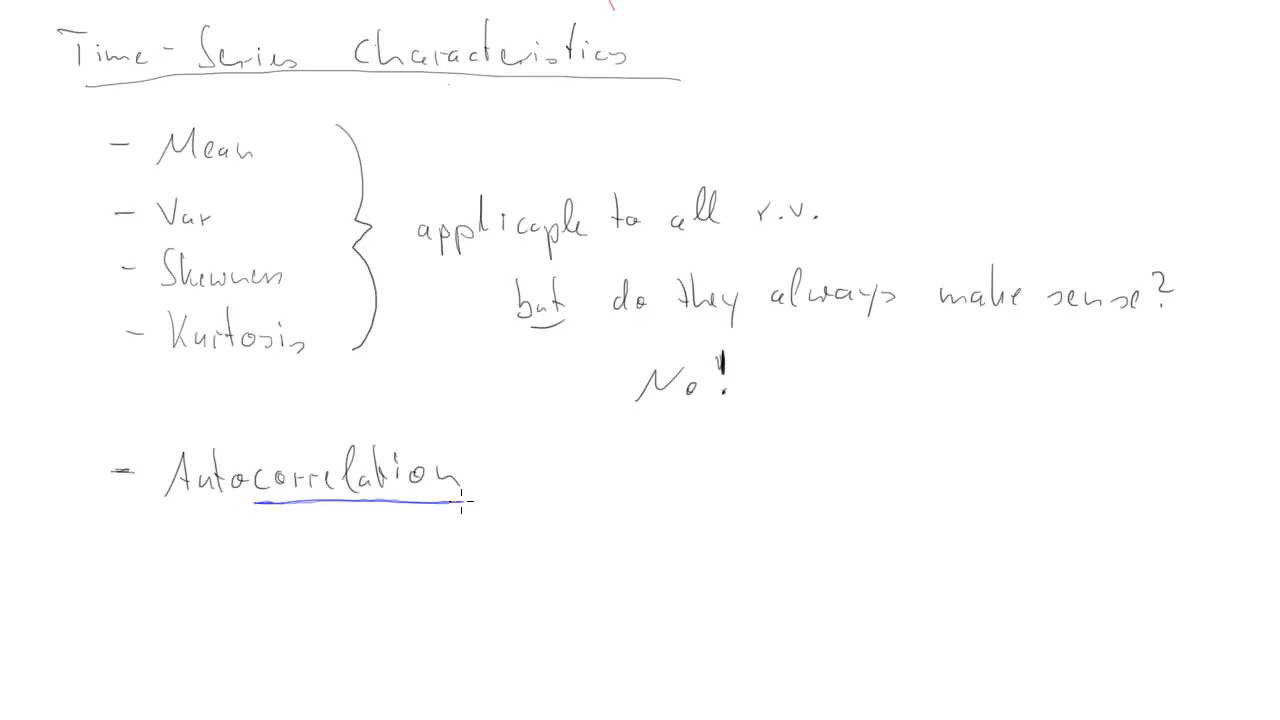 Time-Series Characteristics
- Mean
- Var
- Skewness
- Kurtosis
applicaple to all r.v.
but do they always make sense?
No!
- Autocorrelation